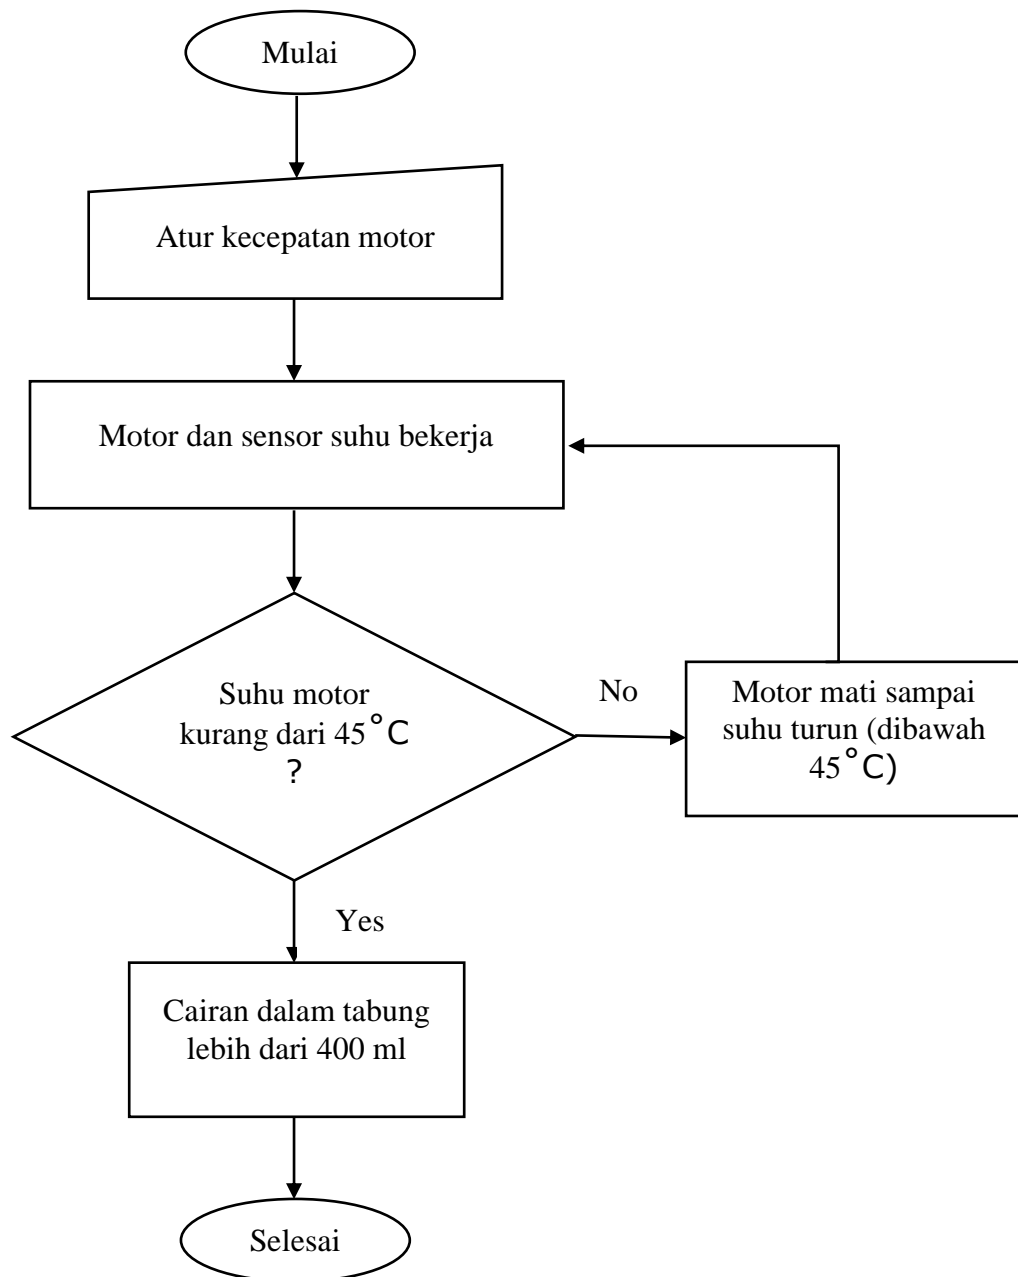 Mulai
Atur kecepatan motor
Motor dan sensor suhu bekerja
Suhu motor
kurang dari 45°C
?
No
Motor mati sampai
suhu turun (dibawah
45°C)
Yes
Cairan dalam tabung
lebih dari 400 ml
Selesai